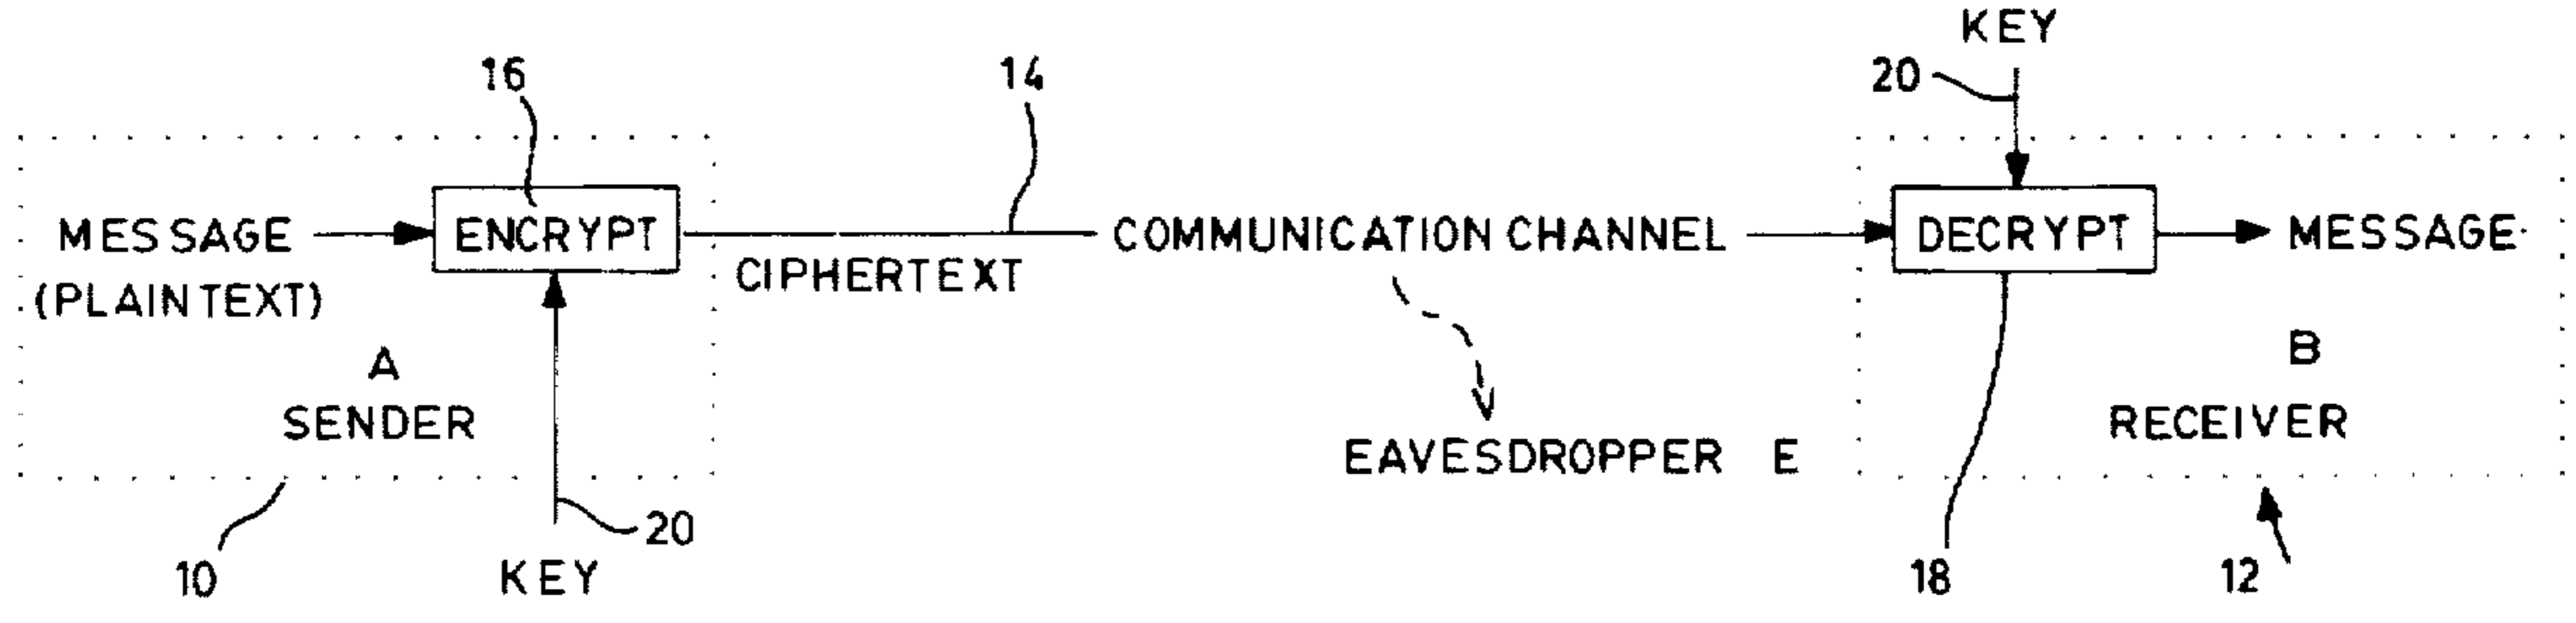 KEY
16
14
20
MESSAGE
ENCRYPT
COMMUNICATION CHANNEL
DECRYPT
MESSAGE
(PLAINTEXT)
CIPHERTEXT
A
SENDER
B
RECEIVER
EAVESDROPPER E
20
10
KEY
18
12